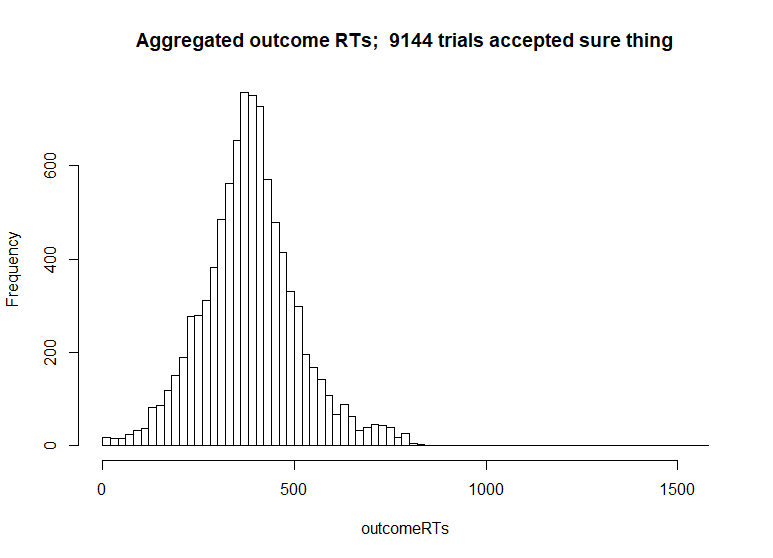 Aggregated outcome RTs;  9144 trials accepted sure thing
Frequency
600
400
200
0
0 500 1000 1500
outcomeRTs